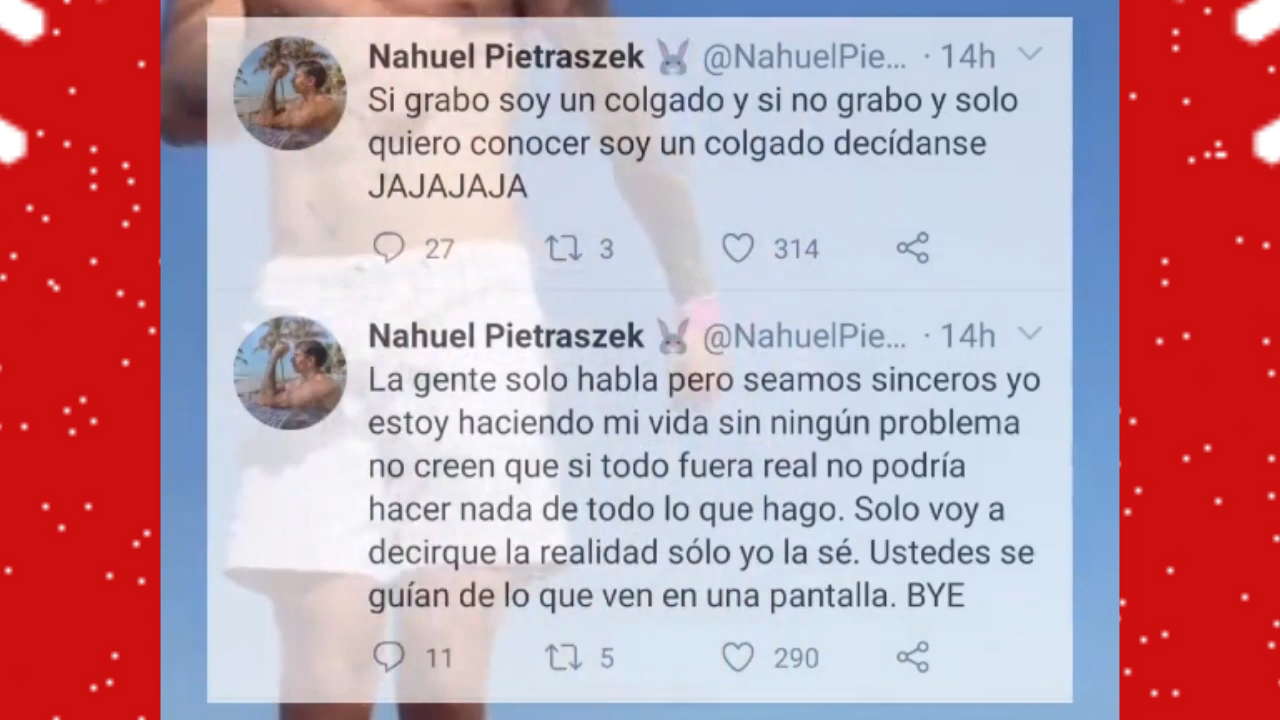 Nahuel Pietraszek @NahuelPie... · 14h
Si grabo soy un colgado y si no grabo y solo
quiero conocer soy un colgado decídanse
JAJAJAJA
27 3 314
Nahuel Pietraszek @NahuelPie... · 14h
La gente solo habla pero seamos sinceros yo
estoy haciendo mi vida sin ningún problema
no creen que si todo fuera real no podría
hacer nada de todo lo que hago. Solo voy a
decirque la realidad sólo yo la sé. Ustedes se
guían de lo que ven en una pantalla. BYE
11 5 290